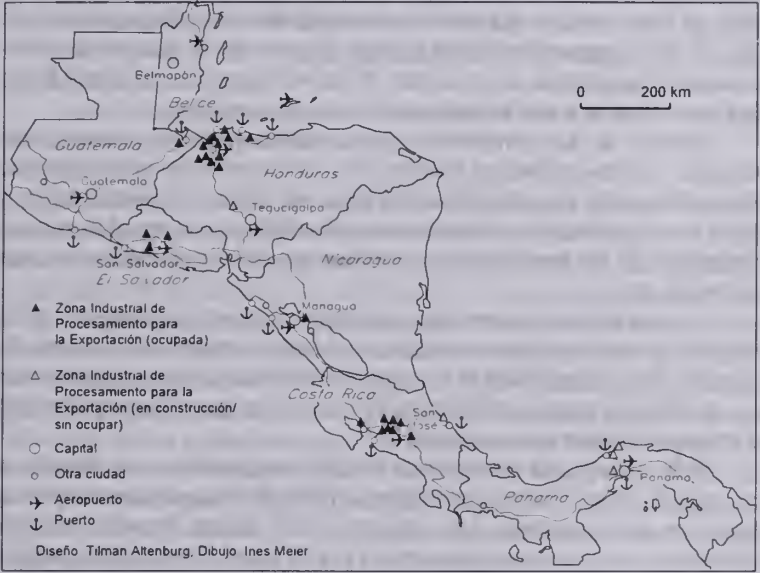 Belmopán
Belice
0 200 km
Guatemala
Honduras
Guatemala
Tegucigalpa
San Salvador
El Salvador
Nicaragua
Managua
Zona Industrial de
Procesamiento para
la Exportación (ocupada)
Zona Industrial de
Procesamiento para la
Exportación (en construcción/
sin ocupar)
Capital
Otra ciudad
Aeropuerto
Puerto
Costa Rica
San
José
Panama
Panama
Diseño Tilman Altenburg, Dibujo Ines Meier